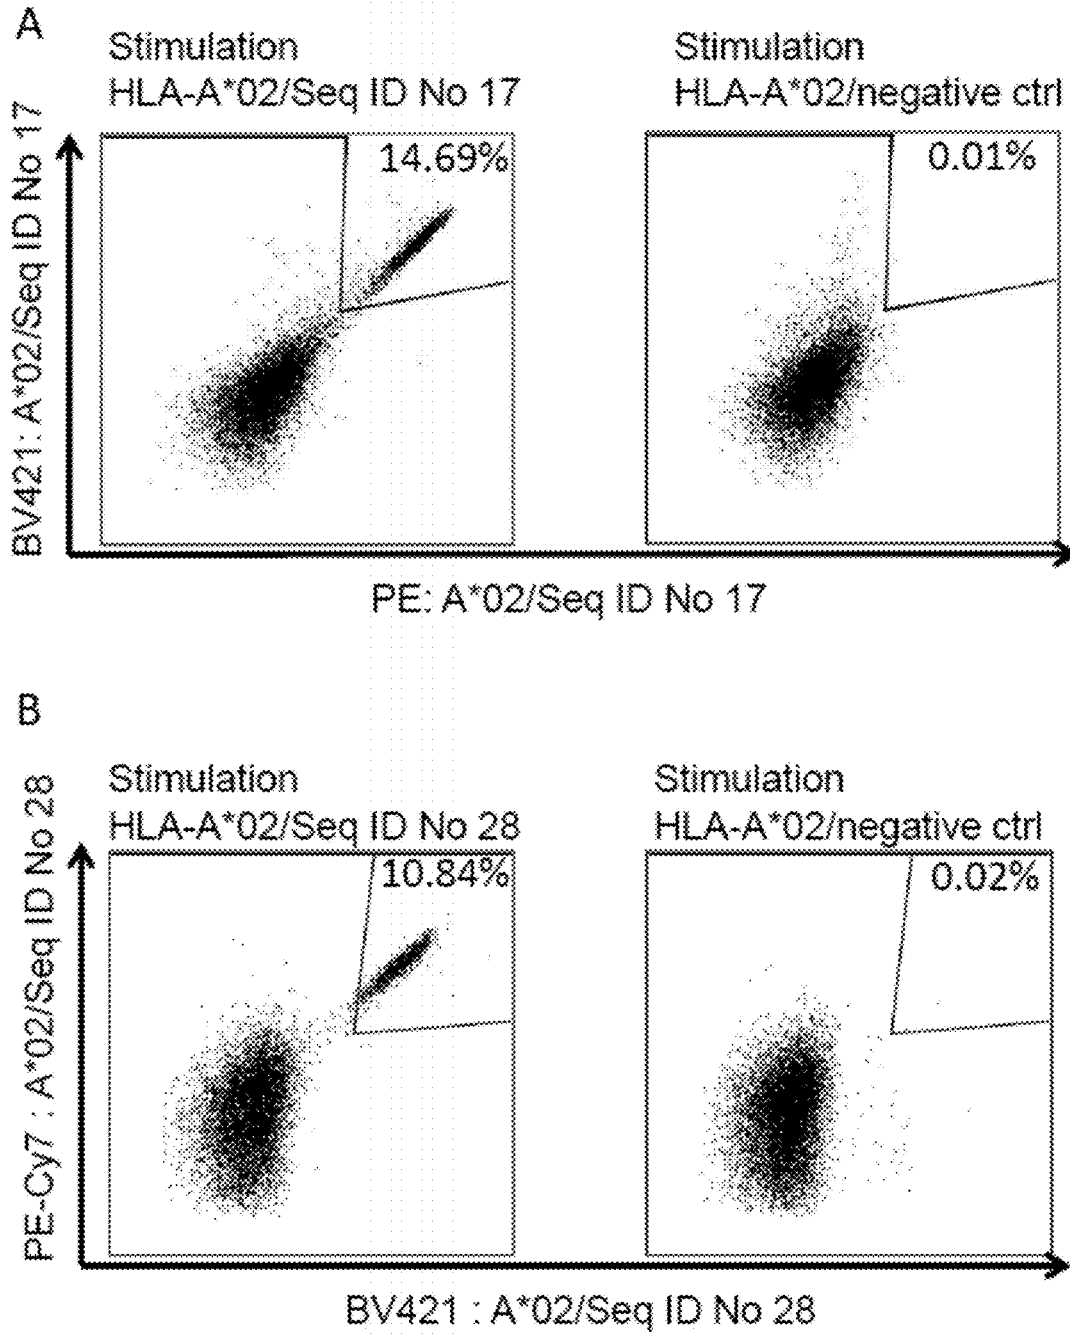 A
Stimulation
HLA-A*02/Seq ID No 17
Stimulation
HLA-A*02/negative ctrl
14.69%
0.01%
BV421: A*02/Seq ID No 17
PE: A*02/Seq ID No 17
B
Stimulation
HLA-A*02/Seq ID No 28
Stimulation
HLA-A*02/negative ctrl
10.84%
0.02%
PE-Cy7 : A*02/Seq ID No 28
BV421 : A*02/Seq ID No 28